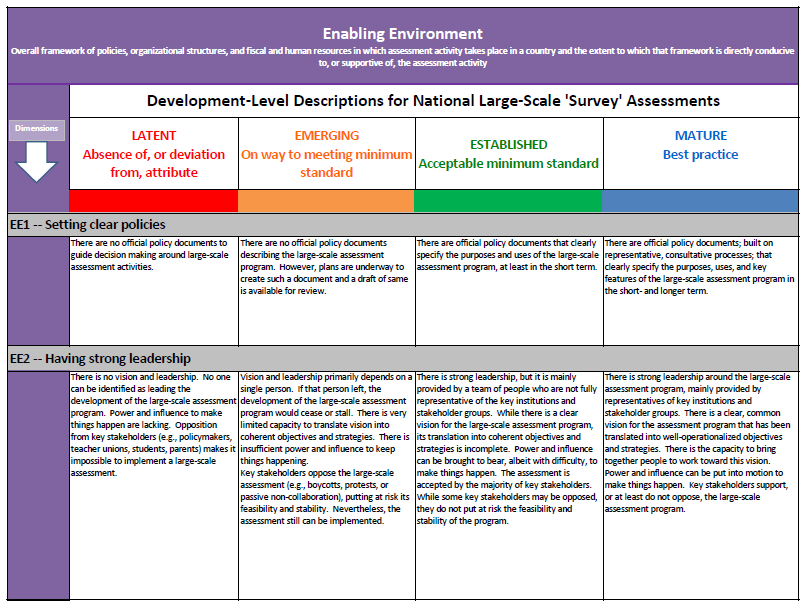 Enabling Environment
Overall framework of policies, organizational structures, and fiscal and human resources in which assessment activity takes place in a country and the extent to which that framework is directly conducive
to, or supportive of, the assessment activity
Development-Level Descriptions for National Large-Scale 'Survey' Assessments
Dimensions
LATENT
Absence of, or deviation
from, attribute
EMERGING
On way to meeting minimum
standard
ESTABLISHED
Acceptable minimum standard
MATURE
Best practice
EE1 -- Setting clear policies
There are no official policy documents to
guide decision making around large-scale
assessment activities.
There are no official policy documents
describing the large-scale assessment
program. However, plans are underway to
create such a document and a draft of same
is available for review.
There are official policy documents that clearly
specify the purposes and uses of the large-scale
assessment program, at least in the short term.
There are official policy documents; built on
representative, consultative processes; that
clearly specify the purposes, uses, and key
features of the large-scale assessment program in
the short- and longer term.
EE2 -- Having strong leadership
There is no vision and leadership. No one
can be identified as leading the
development of the large-scale assessment
program. Power and influence to make
things happen are lacking. Opposition
from key stakeholders (e.g., policymakers,
teacher unions, students, parents) makes it
impossible to implement a large-scale
assessment.
Vision and leadership primarily depends on a
single person. If that person left, the
development of the large-scale assessment
program would cease or stall. There is very
limited capacity to translate vision into
coherent objectives and strategies. There is
insufficient power and influence to keep
things happening.
Key stakeholders oppose the large-scale
assessment (e.g., boycotts, protests, or
passive non-collaboration), putting at risk its
feasibility and stability. Nevertheless, the
assessment still can be implemented.
There is strong leadership, but it is mainly
provided by a team of people who are not fully
representative of the key institutions and
stakeholder groups. While there is a clear
vision for the large-scale assessment program,
its translation into coherent objectives and
strategies is incomplete. Power and influence
can be brought to bear, albeit with difficulty, to
make things happen. The assessment is
accepted by the majority of key stakeholders.
While some key stakeholders may be opposed,
they do not put at risk the feasibility and
stability of the program.
There is strong leadership around the large-scale
assessment program, mainly provided by
representatives of key institutions and
stakeholder groups. There is a clear, common
vision for the assessment program that has been
translated into well-operationalized objectives
and strategies. There is the capacity to bring
together people to work toward this vision.
Power and influence can be put into motion to
make things happen. Key stakeholders support,
or at least do not oppose, the large-scale
assessment program.